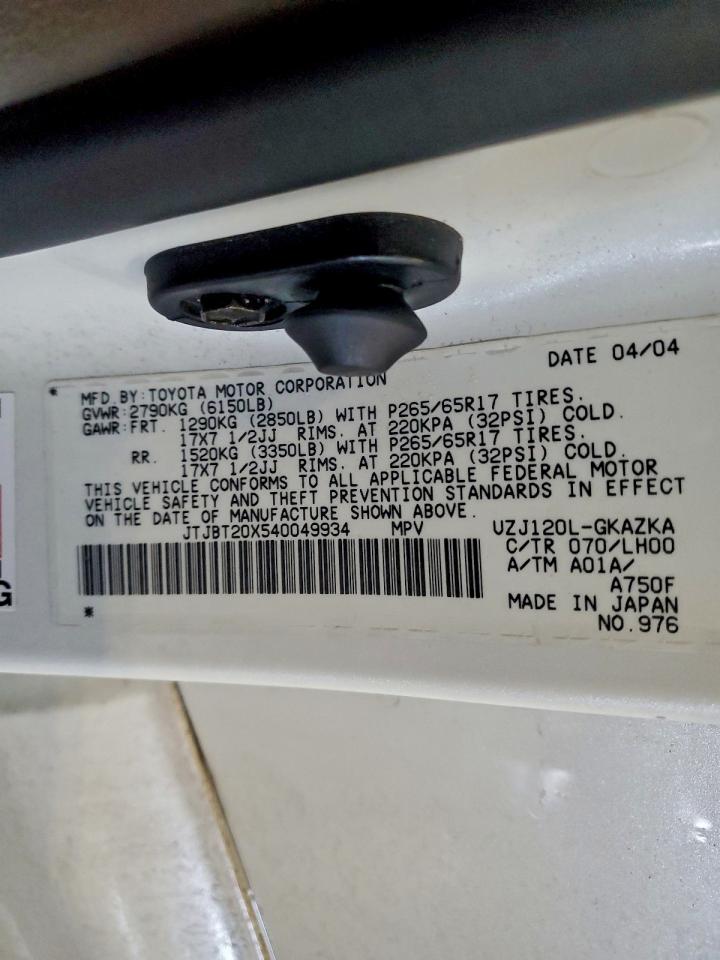 DATE 04/04
MFD.BY:TOYOTA MOTOR CORPORATION
GVWR:2790KG (6150LB)
GAWR:FRT. 1290KG (2850LB) WITH P265/65R17 TIRES.
17X7 1/2JJ RIMS. AT 220KPA (32PSI) COLD.
RR. 1520KG (3350LB) WITH P265/65R17 TIRES.
17X7 1/2JJ RIMS. AT 220KPA (32PSI) COLD.
THIS VEHICLE CONFORMS TO ALL APPLICABLE FEDERAL MOTOR
VEHICLE SAFETY AND THEFT PREVENTION STANDARDS IN EFFECT
ON THE DATE OF MANUFACTURE SHOWN ABOVE.
JTJBT20X540049934 MPV
UZJ120L-GKAZKA
C/TR 070/LH00
A/TM A01A/
A750F
MADE IN JAPAN
NO.976
* *
G